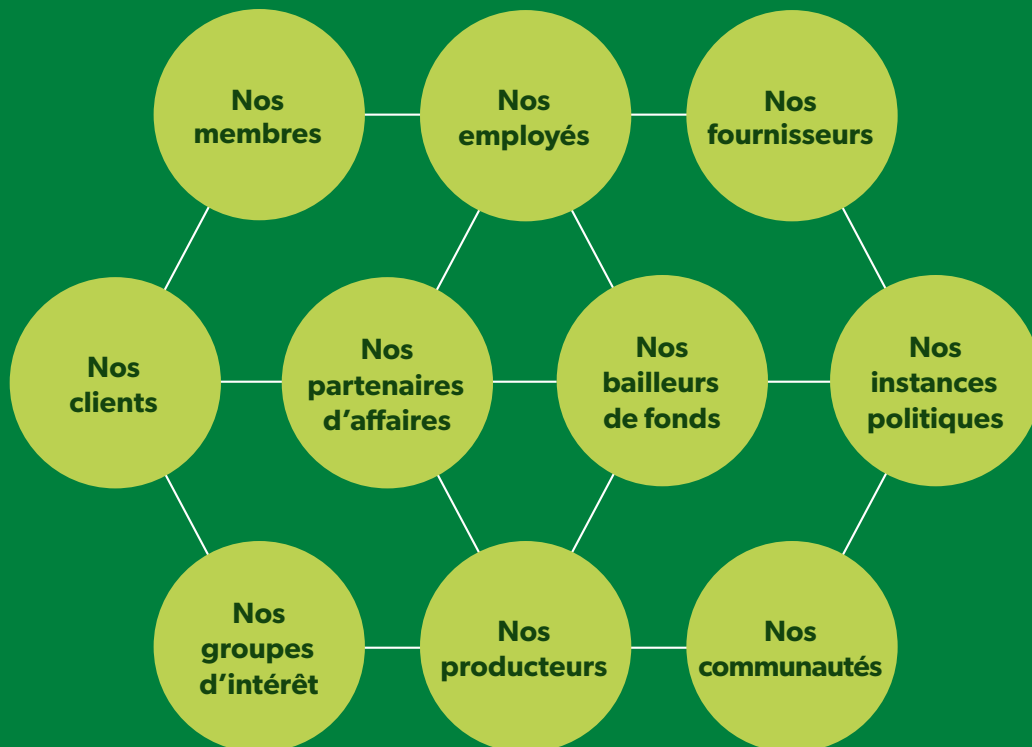 Nos
membres
Nos
employés
Nos
fournisseurs
Nos
clients
Nos
partenaires
d’affaires
Nos
bailleurs
de fonds
Nos
instances
politiques
Nos
groupes
d’intérêt
Nos
producteurs
Nos
communautés